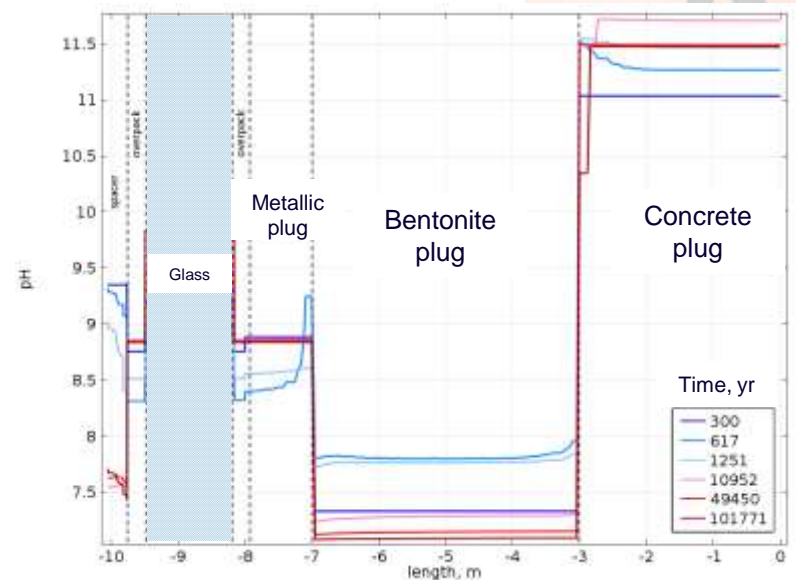 11.5
11
10.5
10
9.5
9
8.5
8
7.5
pH
spacer
overpack
Glass
overpack
Metallic
plug
Bentonite
plug
Concrete
plug
Time, yr
300
617
1251
10952
49450
101771
-10 -9 -8 -7 -6 -5 -4 -3 -2 -1 0
length, m